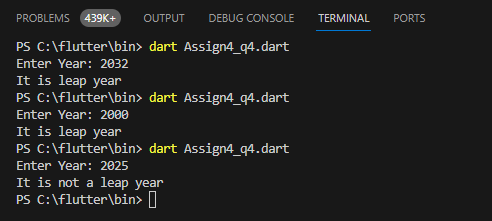 PROBLEMS 439K+ OUTPUT DEBUG CONSOLE TERMINAL PORTS
PS C:\flutter\bin> dart Assign4_q4.dart
Enter Year: 2032
It is leap year
PS C:\flutter\bin> dart Assign4_q4.dart
Enter Year: 2000
It is leap year
PS C:\flutter\bin> dart Assign4_q4.dart
Enter Year: 2025
It is not a leap year
PS C:\flutter\bin>